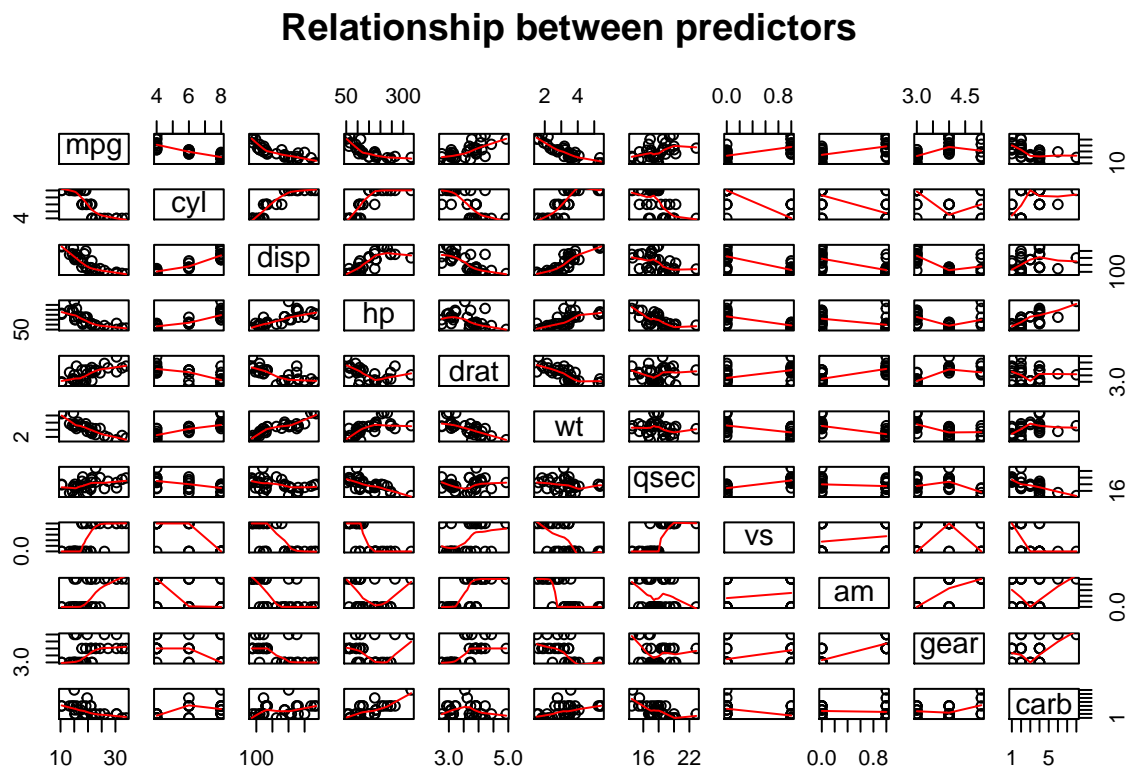 Relationship between predictors
4 6 8 50 300 2 4 0.0 0.8 3.0 4.5
mpg 10
4 cyl
disp 100
50 hp
drat 3.0
2 wt
qsec 16
0.0 vs
am 0.0
3.0 gear
carb 1
10 20 30 100 3.0 5.0 16 22 0.0 0.8 1 5